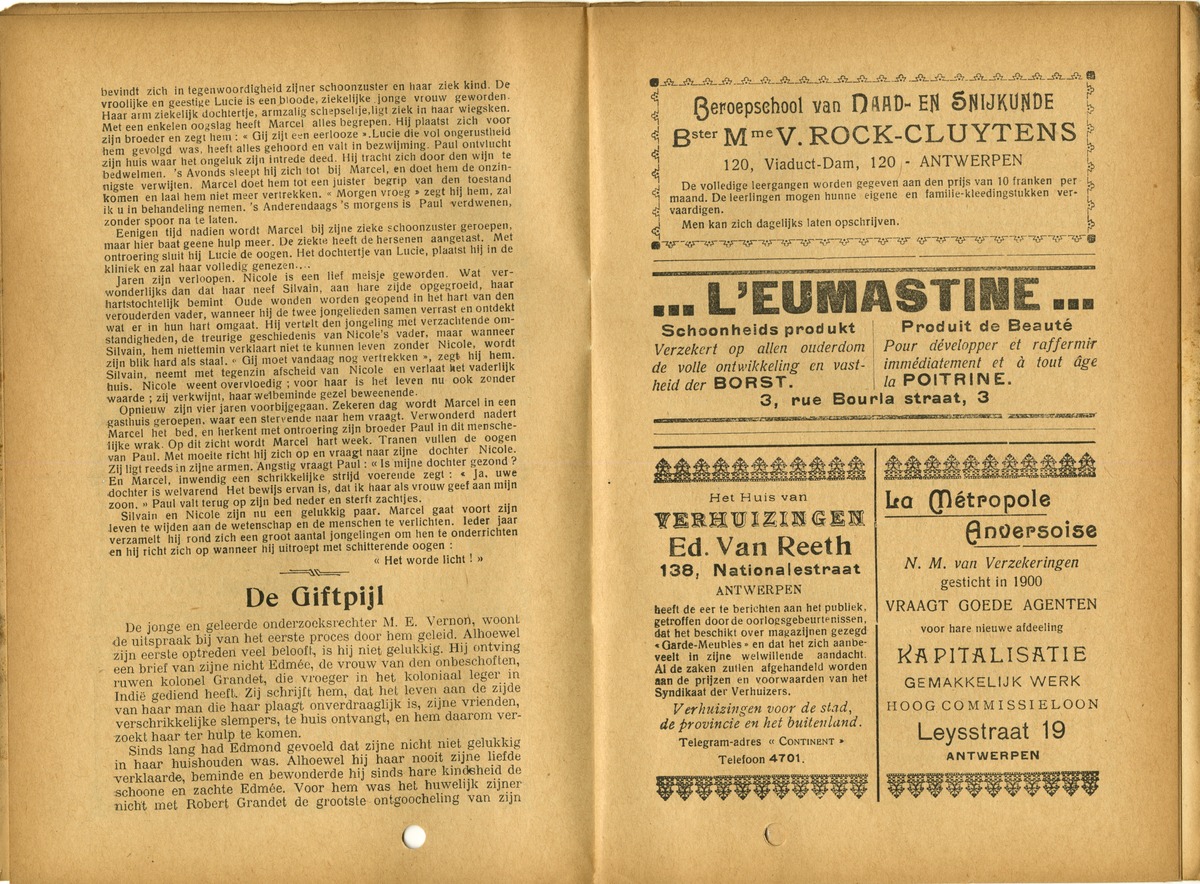 bevindt zich in tegenwoordigheid zijner schoonzuster en haar ziek kind. De
vroolijke en geestige Lucie is een bloode, ziekelijke jonge vrouw geworden.
Haar arm ziekelijk dochtertje, armzalig schepseltje, ligt ziek in haar wiegsken.
Met een enkelen oogslag heeft Marcel alles begrepen. Hij plaatst zich voor
zijn broeder en zegt hem : « Gij zijt een eerlooze ». Lucie die vol ongerustheid
hem gevolgd was, heeft alles gehoord en valt in bezwijming. Paul ontvlucht
zijn huis waar het ongeluk zijn intrede deed. Hij tracht zich door den wijn te
bedwelmen. 's Avonds sleept hij zich tot bij Marcel, en doet hem de onzin-
nigste verwijten. Marcel doet hem tot een juister begrip van den toestand
komen en laal hem niet meer vertrekken. « Morgen vroeg » zegt hij hem, zal
ik u in behandeling nemen. 's Anderendaags 's morgens is Paul verdwenen,
zonder spoor na te laten.
Eenigen tijd nadien wordt Marcel bij zijne zieke schoonzuster geroepen,
maar hier baat geene hulp meer. De ziekte heeft de hersenen aangetast. Met
ontroering sluit hij Lucie de oogen. Het dochtertje van Lucie, plaatst hij in de
kliniek en zal haar volledig genezen....
Jaren zijn verloopen. Nicole is een lief meisje geworden. Wat ver-
wonderlijks dan dat haar neef Silvain, aan hare zijde opgegroeid, haar
hartstochtelijk bemint Oude wonden worden geopend in het hart van den
verouderden vader, wanneer hij de twee jongelieden samen verrast en ontdekt
wat er in hun hart omgaat. Hij vertelt den jongeling met verzachtende om-
standigheden, de treurige geschiedenis van Nicole's vader, maar wanneer
Silvain, hem niettemin verklaart niet te kunnen leven zonder Nicole, wordt
zijn blik hard als staal. « Gij moet vandaag nog vertrekken », zegt hij hem.
Silvain, neemt met tegenzin afscheid van Nicole en verlaat het vaderlijk
huis. Nicole weent overvloedig ; voor haar is het leven nu ook zonder
waarde ; zij verkwijnt, haar welbeminde gezel beweenende.
Opnieuw zijn vier jaren voorbijgegaan. Zekeren dag wordt Marcel in een
gasthuis geroepen, waar een stervende naar hem vraagt. Verwonderd nadert
Marcel het bed, en herkent met ontroering zijn broeder Paul in dit mensche-
lijke wrak. Op dit zicht wordt Marcel hart week. Tranen vullen de oogen
van Paul. Met moeite richt hij zich op en vraagt naar zijne dochter Nicole.
Zij ligt reeds in zijne armen. Angstig vraagt Paul : « Is mijne dochter gezond ?
En Marcel, inwendig een schrikkelijke strijd voerende zegt : « Ja, uwe
dochter is welvarend Het bewijs ervan is, dat ik haar als vrouw geef aan mijn
zoon. » Paul valt terug op zijn bed neder en sterft zachtjes.
Silvain en Nicole zijn nu een gelukkig paar. Marcel gaat voort zijn
leven te wijden aan de wetenschap en de menschen te verlichten. Ieder jaar
verzamelt hij rond zich een groot aantal jongelingen om hen te onderrichten
en hij richt zich op wanneer hij uitroept met schitterende oogen :
« Het worde licht ! »
De Giftpijl
De jonge en geleerde onderzocksrechter M. E. Vernon, woont
de uitspraak bij van het eerste proces door hem geleid. Alhoewel
zijn eerste optreden veel belooft, is hij niet gelukkig. Hij ontving
een brief van zijne nicht Edmée, de vrouw van den onbeschoften,
ruwen kolonel Grandet, die vroeger in het koloniaal leger in
Indië gediend heeft. Zij schrijft hem, dat het leven aan de zijde
van haar man die haar plaagt onverdraaglijk is, zijne vrienden,
verschrikkelijke slempers, te huis ontvangt, en hem daarom ver-
zoekt haar ter hulp te komen.
Sinds lang had Edmond gevoeld dat zijne nicht niet gelukkig
in haar huishouden was. Alhoewel hij haar nooit zijne liefde
verklaarde, beminde en bewonderde hij sinds hare kindsheid de
schoone en zachte Edmée. Voor hem was het huwelijk zijner
nicht met Robert Grandet de grootste ontgoocheling van zijn
Beroepschool van NAAD- EN SNIJKUNDE
Bster Mme V. ROCK-CLUYTENS
120, Viaduct-Dam, 120 - ANTWERPEN
De volledige leergangen worden gegeven aan den prijs van 10 franken per
maand. De leerlingen mogen hunne eigene en familie-kleedingstukken ver-
vaardigen.
Men kan zich dagelijks laten opschrijven.
... L'EUMASTINE ...
Schoonheids produkt
Verzekert op allen ouderdom
de volle ontwikkeling en vast-
heid der BORST.
Produit de Beauté
Pour développer et raffermir
immédiatement et à tout âge
la POITRINE.
3, rue Bourla straat, 3
Het Huis van
VERHUIZINGEN
Ed. Van Reeth
138, Nationalestraat
ANTWERPEN
heeft de eer te berichten aan het publiek,
getroffen door de oorlogsgebeurtenissen,
dat het beschikt over magazijnen gezegd
«Garde-Meubles» en dat het zich aanbe-
veelt in zijne welwillende aandacht.
Al de zaken zullen afgehandeld worden
aan de prijzen en voorwaarden van het
Syndikaat der Verhuizers.
Verhuizingen voor de stad,
de provincie en het buitenland.
Telegram-adres « CONTINENT »
Telefoon 4701.
La Métropole
Anversoise
N. M. van Verzekeringen
gesticht in 1900
VRAAGT GOEDE AGENTEN
voor hare nieuwe afdeeling
KAPITALISATIE
GEMAKKELIJK WERK
HOOG COMMISSIELOON
Leysstraat 19
ANTWERPEN